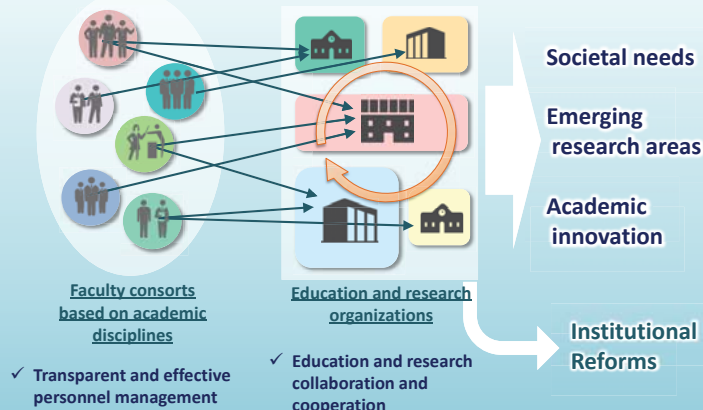 Societal needs
Emerging
research areas
Academic
innovation
Faculty consorts
based on academic
disciplines
Education and research
organizations
Institutional
Reforms
✓ Transparent and effective
personnel management
✓ Education and research
collaboration and
cooperation